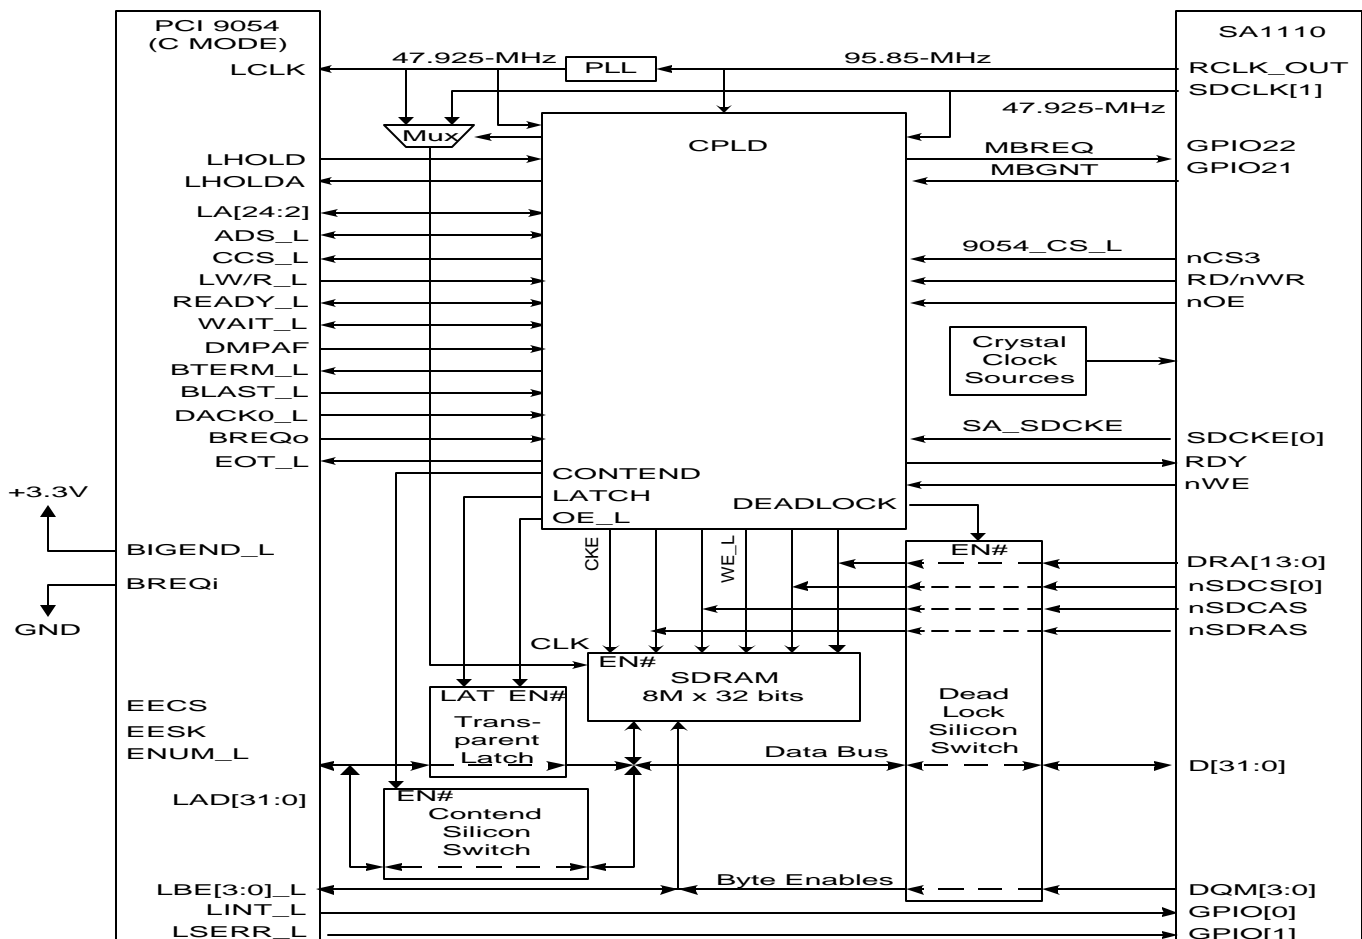 PCI 9054
(C MODE)
SA1110
LCLK
47.925-MHz
PLL
95.85-MHz
RCLK_OUT
SDCLK[1]
47.925-MHz
Mux
CPLD
LHOLD
MBREQ
GPIO22
LHOLDA
MBGNT
GPIO21
LA[24:2]
ADS_L
9054_CS_L
CCS_L
nCS3
LW/R_L
RD/nWR
READY_L
nOE
WAIT_L
DMPAF
Crystal
Clock
Sources
BTERM_L
BLAST_L
DACK0_L
BREQo
SA_SDCKE
SDCKE[0]
EOT_L
RDY
CONTEND
nWE
+3.3V
LATCH
DEADLOCK
OE_L
CKE
WE_L
BIGEND_L
EN#
DRA[13:0]
BREQi
nSDCS[0]
nSDCAS
GND
nSDRAS
CLK
EN#
SDRAM
8M x 32 bits
LAT EN#
Trans-
parent
Latch
Dead
Lock
Silicon
Switch
EECS
EESK
ENUM_L
Data Bus
D[31:0]
LAD[31:0]
EN#
Contend
Silicon
Switch
LBE[3:0]_L
Byte Enables
DQM[3:0]
LINT_L
GPIO[0]
LSERR_L
GPIO[1]